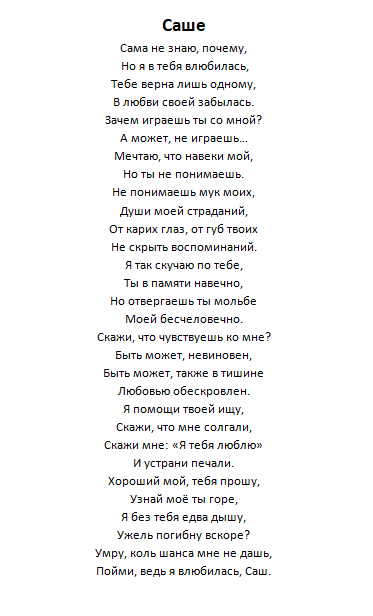 Саше
Сама не знаю, почему,
Но я в тебя влюбилась,
Тебе верна лишь одному,
В любви своей забылась.
Зачем играешь ты со мной?
А может, не играешь…
Мечтаю, что навеки мой,
Но ты не понимаешь.
Не понимаешь мук моих,
Души моей страданий,
От карих глаз, от губ твоих
Не скрыть воспоминаний.
Я так скучаю по тебе,
Ты в памяти навечно,
Но отвергаешь ты мольбе
Моей бесчеловечно.
Скажи, что чувствуешь ко мне?
Быть может, невиновен,
Быть может, также в тишине
Любовью обескровлен.
Я помощи твоей ищу,
Скажи, что мне солгали,
Скажи мне: «Я тебя люблю»
И устрани печали.
Хороший мой, тебя прошу,
Узнай моё ты горе,
Я без тебя едва дышу,
Ужель погибну вскоре?
Умру, коль шанса мне не дашь,
Пойми, ведь я влюбилась, Саш.